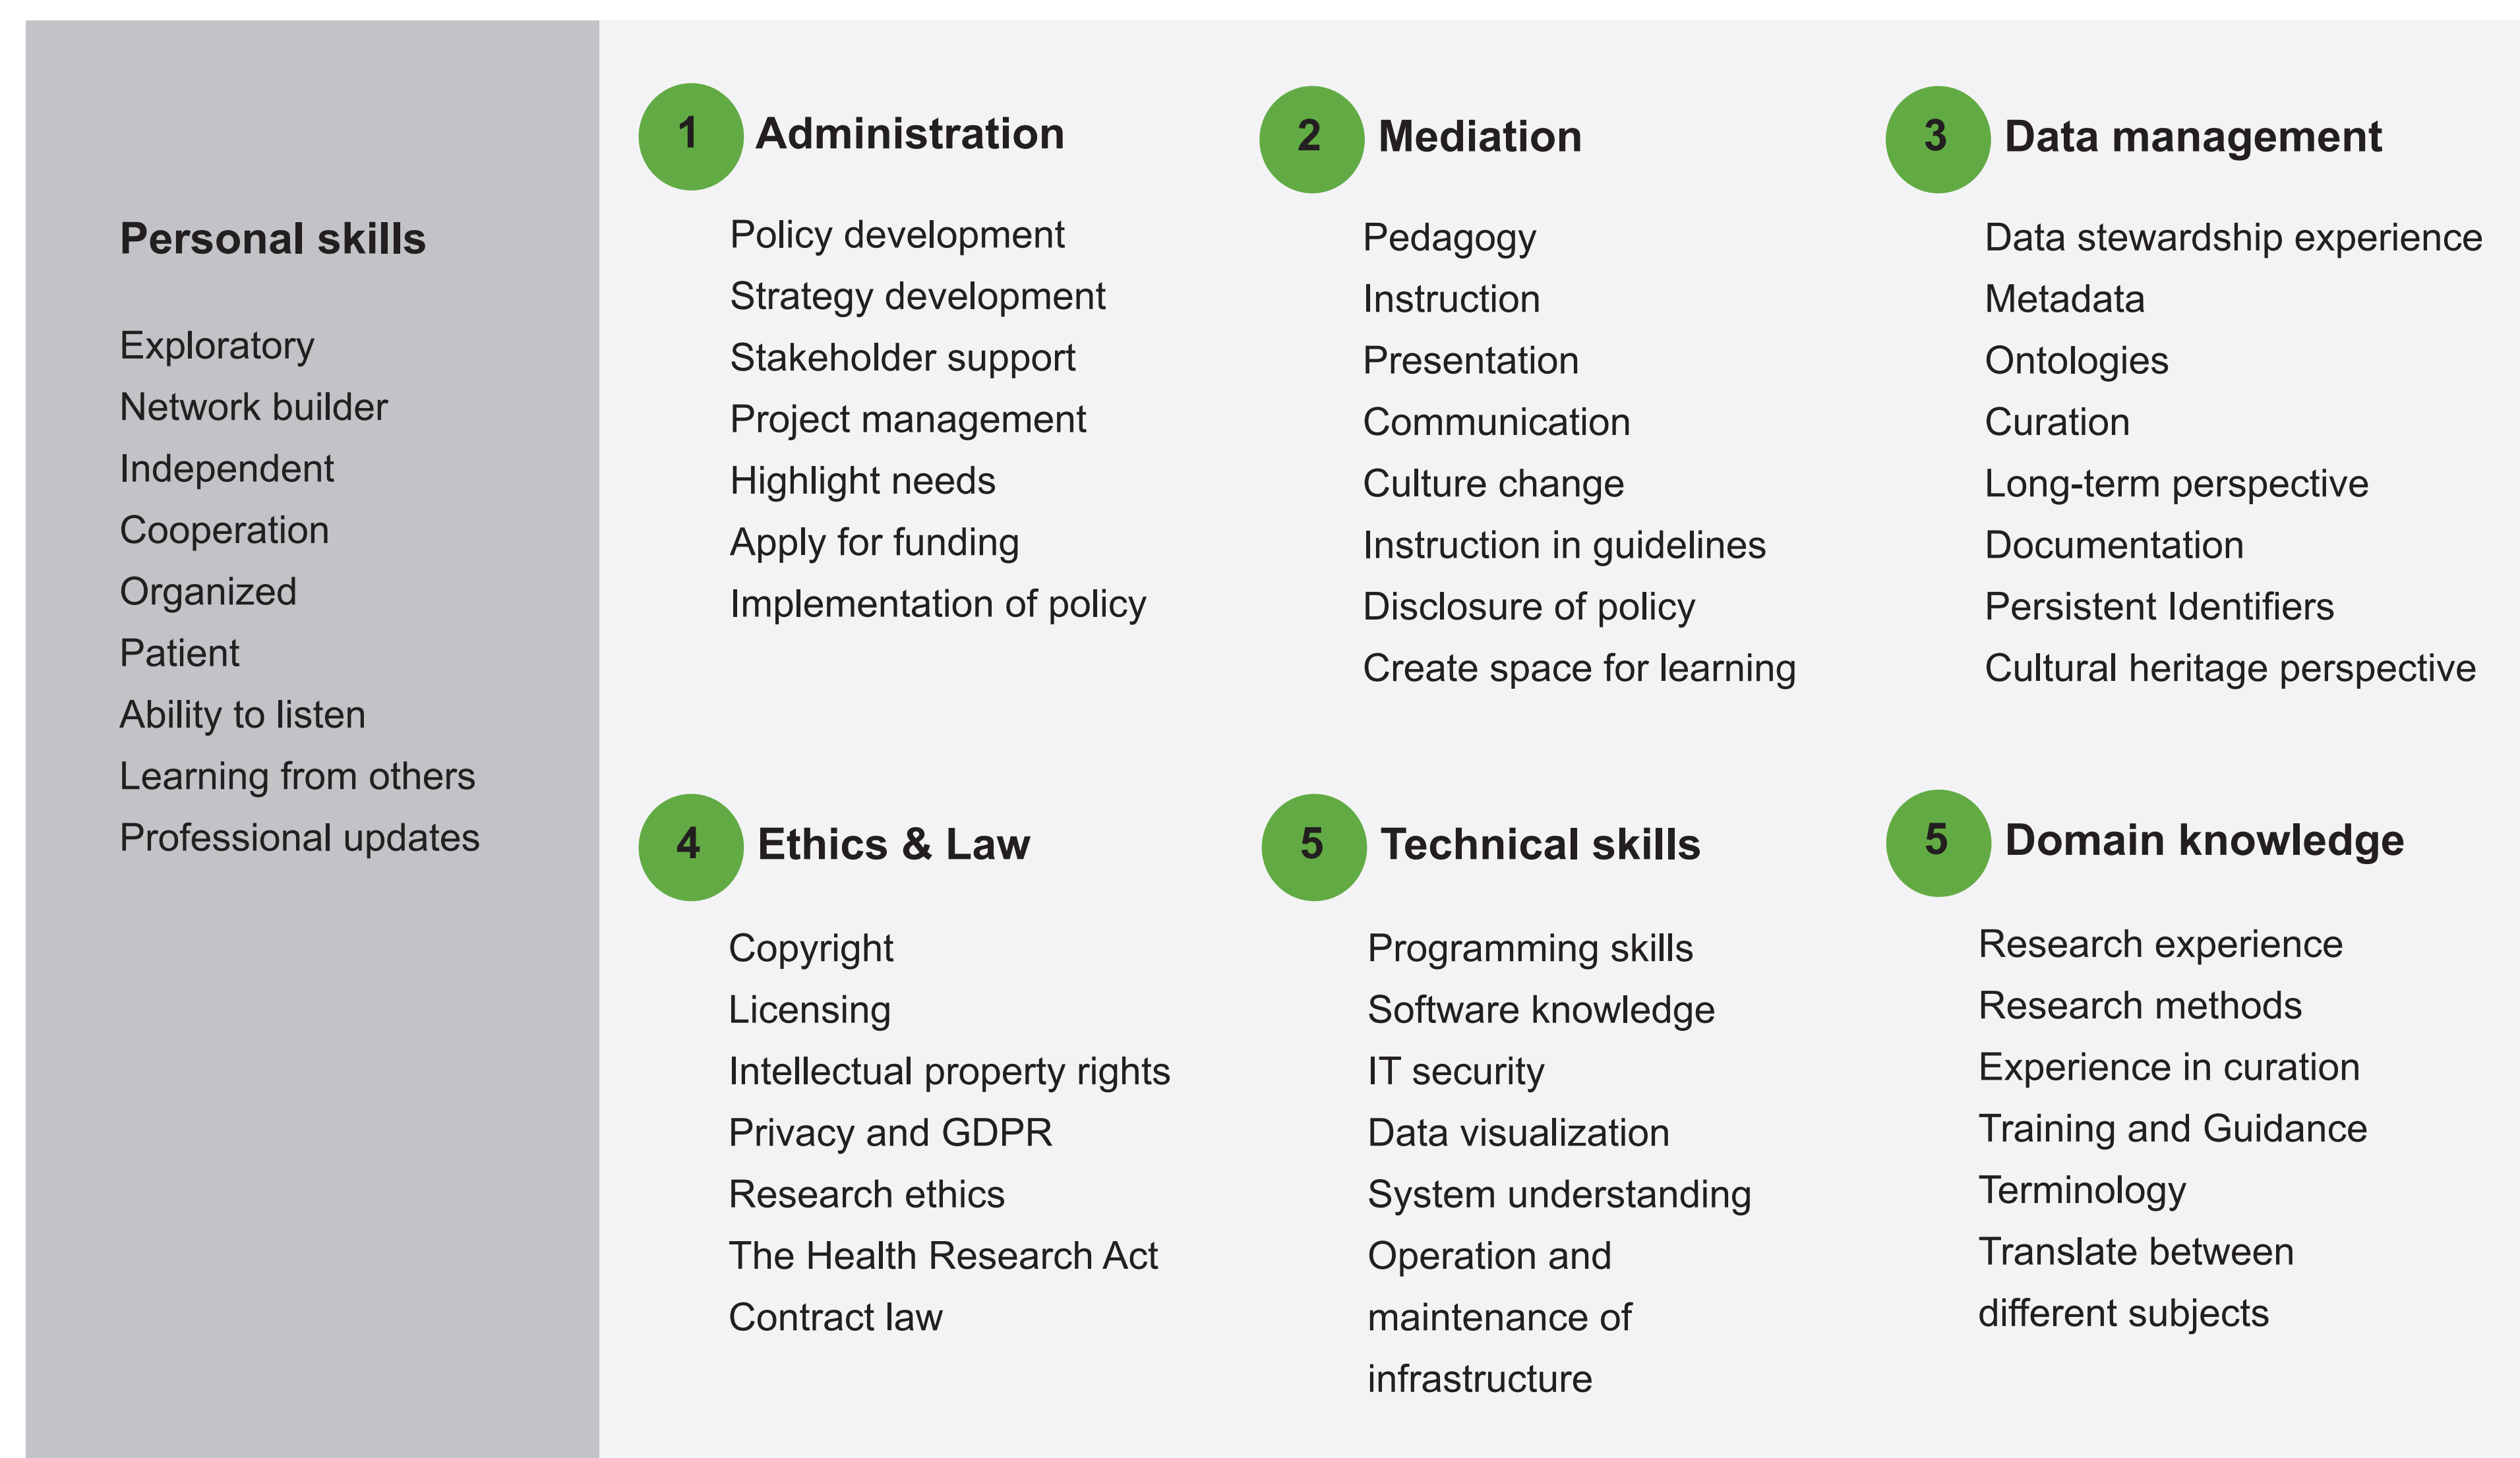 Personal skills
Exploratory
Network builder
Independent
Cooperation
Organized
Patient
Ability to listen
Learning from others
Professional updates
1 Administration
Policy development
Strategy development
Stakeholder support
Project management
Highlight needs
Apply for funding
Implementation of policy
2 Mediation
Pedagogy
Instruction
Presentation
Communication
Culture change
Instruction in guidelines
Disclosure of policy
Create space for learning
3 Data management
Data stewardship experience
Metadata
Ontologies
Curation
Long-term perspective
Documentation
Persistent Identifiers
Cultural heritage perspective
4 Ethics & Law
Copyright
Licensing
Intellectual property rights
Privacy and GDPR
Research ethics
The Health Research Act
Contract law
5 Technical skills
Programming skills
Software knowledge
IT security
Data visualization
System understanding
Operation and
maintenance of
infrastructure
5 Domain knowledge
Research experience
Research methods
Experience in curation
Training and Guidance
Terminology
Translate between
different subjects